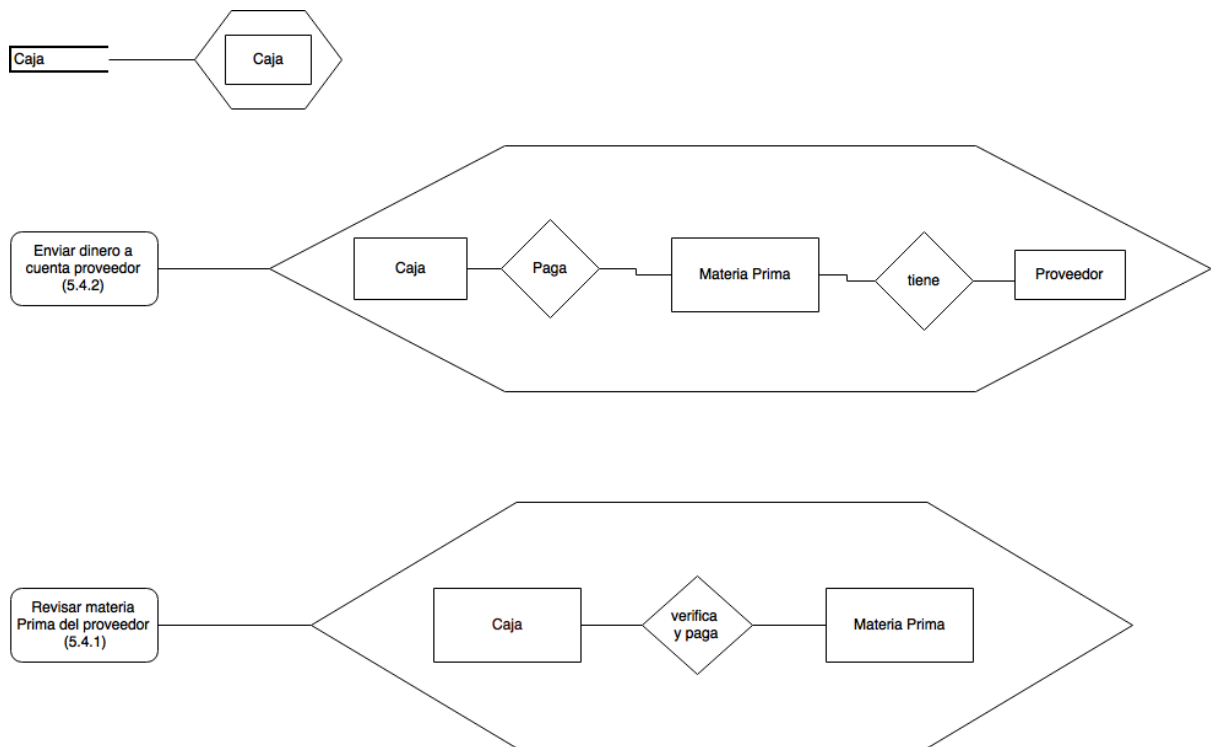 Caja
Caja
Enviar dinero a
cuenta proveedor
(5.4.2)
Caja
Paga
Materia Prima
tiene
Proveedor
Revisar materia
Prima del proveedor
(5.4.1)
Caja
verifica
y paga
Materia Prima